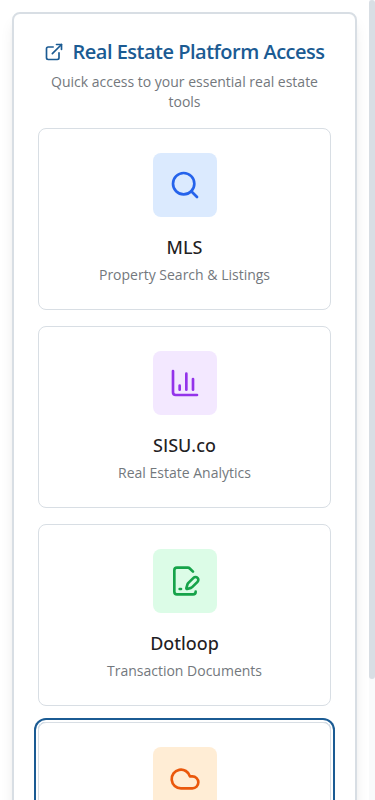 Real Estate Platform Access
Quick access to your essential real estate
tools
MLS
Property Search & Listings
SISU.co
Real Estate Analytics
Dotloop
Transaction Documents